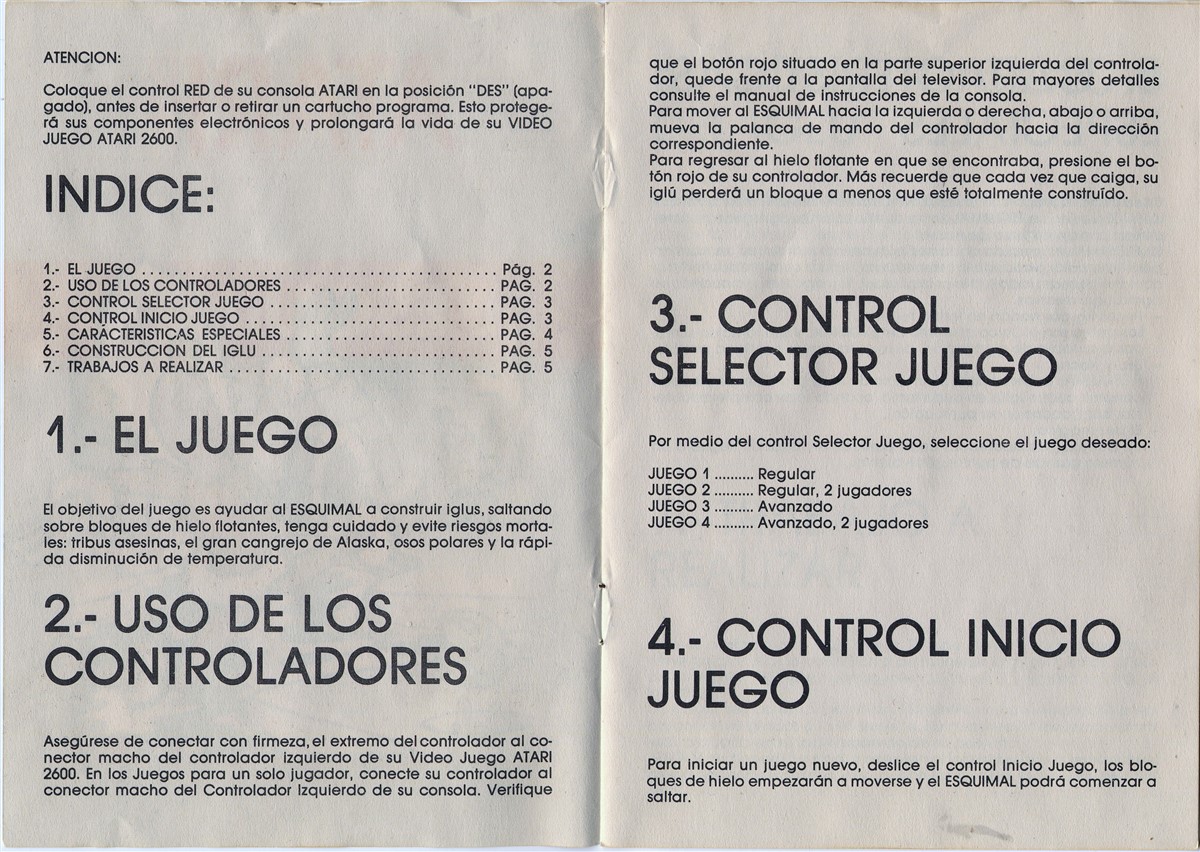 ATENCION:
Coloque el control RED de su consola ATARI en la posición "DES" (apa-
gado), antes de insertar o retirar un cartucho programa. Esto protege-
rá sus componentes electrónicos y prolongará la vida de su VIDEO
JUEGO ATARI 2600.
INDICE:
1.- EL JUEGO ............................................ Pág. 2
2.- USO DE LOS CONTROLADORES .......................... PAG. 2
3.- CONTROL SELECTOR JUEGO ............................ PAG. 3
4.- CONTROL INICIO JUEGO ............................... PAG. 3
5.- CARÁCTERISTICAS ESPECIALES .......................... PAG. 4
6.- CONSTRUCCION DEL IGLU ............................. PAG. 5
7.- TRABAJOS A REALIZAR ................................. PAG. 5
1.- EL JUEGO
El objetivo del juego es ayudar al ESQUIMAL a construir iglus, saltando
sobre bloques de hielo flotantes, tenga cuidado y evite riesgos morta-
les: tribus asesinas, el gran cangrejo de Alaska, osos polares y la rápi-
da disminución de temperatura.
2.- USO DE LOS
CONTROLADORES
Asegúrese de conectar con firmeza, el extremo del controlador al co-
nector macho del controlador izquierdo de su Video Juego ATARI
2600. En los Juegos para un solo jugador, conecte su controlador al
conector macho del Controlador Izquierdo de su consola. Verifique
que el botón rojo situado en la parte superior izquierda del controla-
dor, quede frente a la pantalla del televisor. Para mayores detalles
consulte el manual de instrucciones de la consola.
Para mover al ESQUIMAL hacia la izquierda o derecha, abajo o arriba,
mueva la palanca de mando del controlador hacia la dirección
correspondiente.
Para regresar al hielo flotante en que se encontraba, presione el bo-
tón rojo de su controlador. Más recuerde que cada vez que caiga, su
iglú perderá un bloque a menos que esté totalmente construído.
3.- CONTROL
SELECTOR JUEGO
Por medio del control Selector Juego, seleccione el juego deseado:
JUEGO 1 .......... Regular
JUEGO 2 .......... Regular, 2 jugadores
JUEGO 3 .......... Avanzado
JUEGO 4 .......... Avanzado, 2 jugadores
4.- CONTROL INICIO
JUEGO
Para iniciar un juego nuevo, deslice el control Inicio Juego, los blo-
ques de hielo empezarán a moverse y el ESQUIMAL podrá comenzar a
saltar.